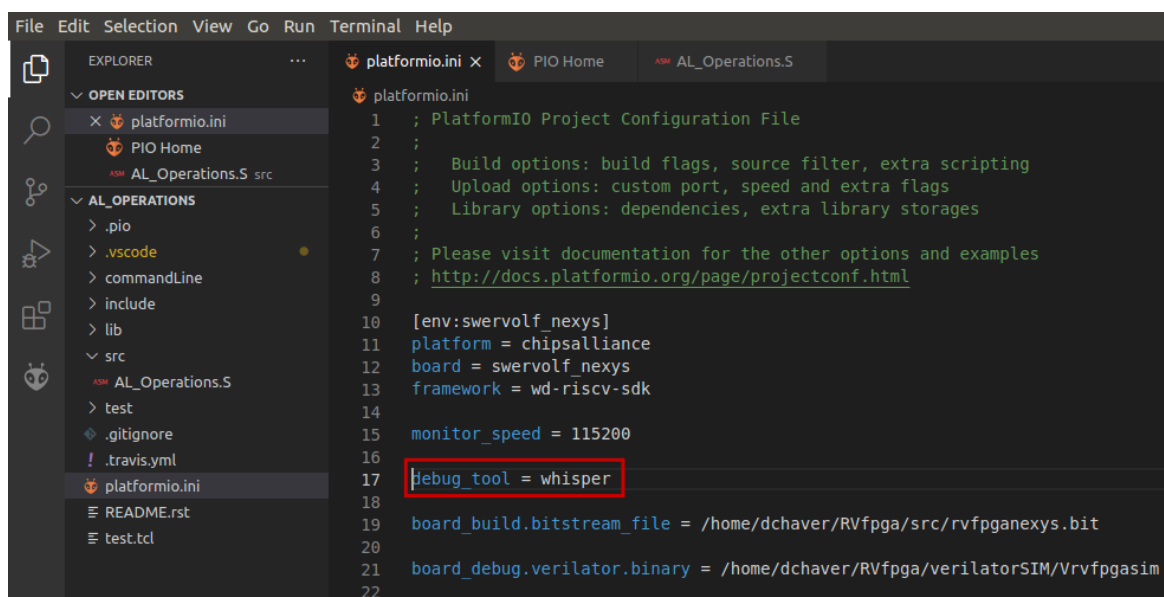 File Edit Selection View Go Run Terminal Help
EXPLORER ...
OPEN EDITORS
platformio.ini
PIO Home
ASM AL_Operations.S src
AL_OPERATIONS
.pio
.vscode
commandLine
include
lib
src
ASM AL_Operations.S
test
.gitignore
! .travis.yml
platformio.ini
README.rst
test.tcl
platformio.ini PIO Home ASM AL_Operations.S
platformio.ini
1 ; PlatformIO Project Configuration File
2 ;
3 ;   Build options: build flags, source filter, extra scripting
4 ;   Upload options: custom port, speed and extra flags
5 ;   Library options: dependencies, extra library storages
6 ;
7 ; Please visit documentation for the other options and examples
8 ; http://docs.platformio.org/page/projectconf.html
9
10 [env:swervolf_nexys]
11 platform = chipsalliance
12 board = swervolf_nexys
13 framework = wd-riscv-sdk
14
15 monitor_speed = 115200
16
17 debug_tool = whisper
18
19 board_build.bitstream_file = /home/dchaver/RVfpga/src/rvfpganexys.bit
20
21 board_debug.verilator.binary = /home/dchaver/RVfpga/verilatorSIM/Vrvfpgasim
22